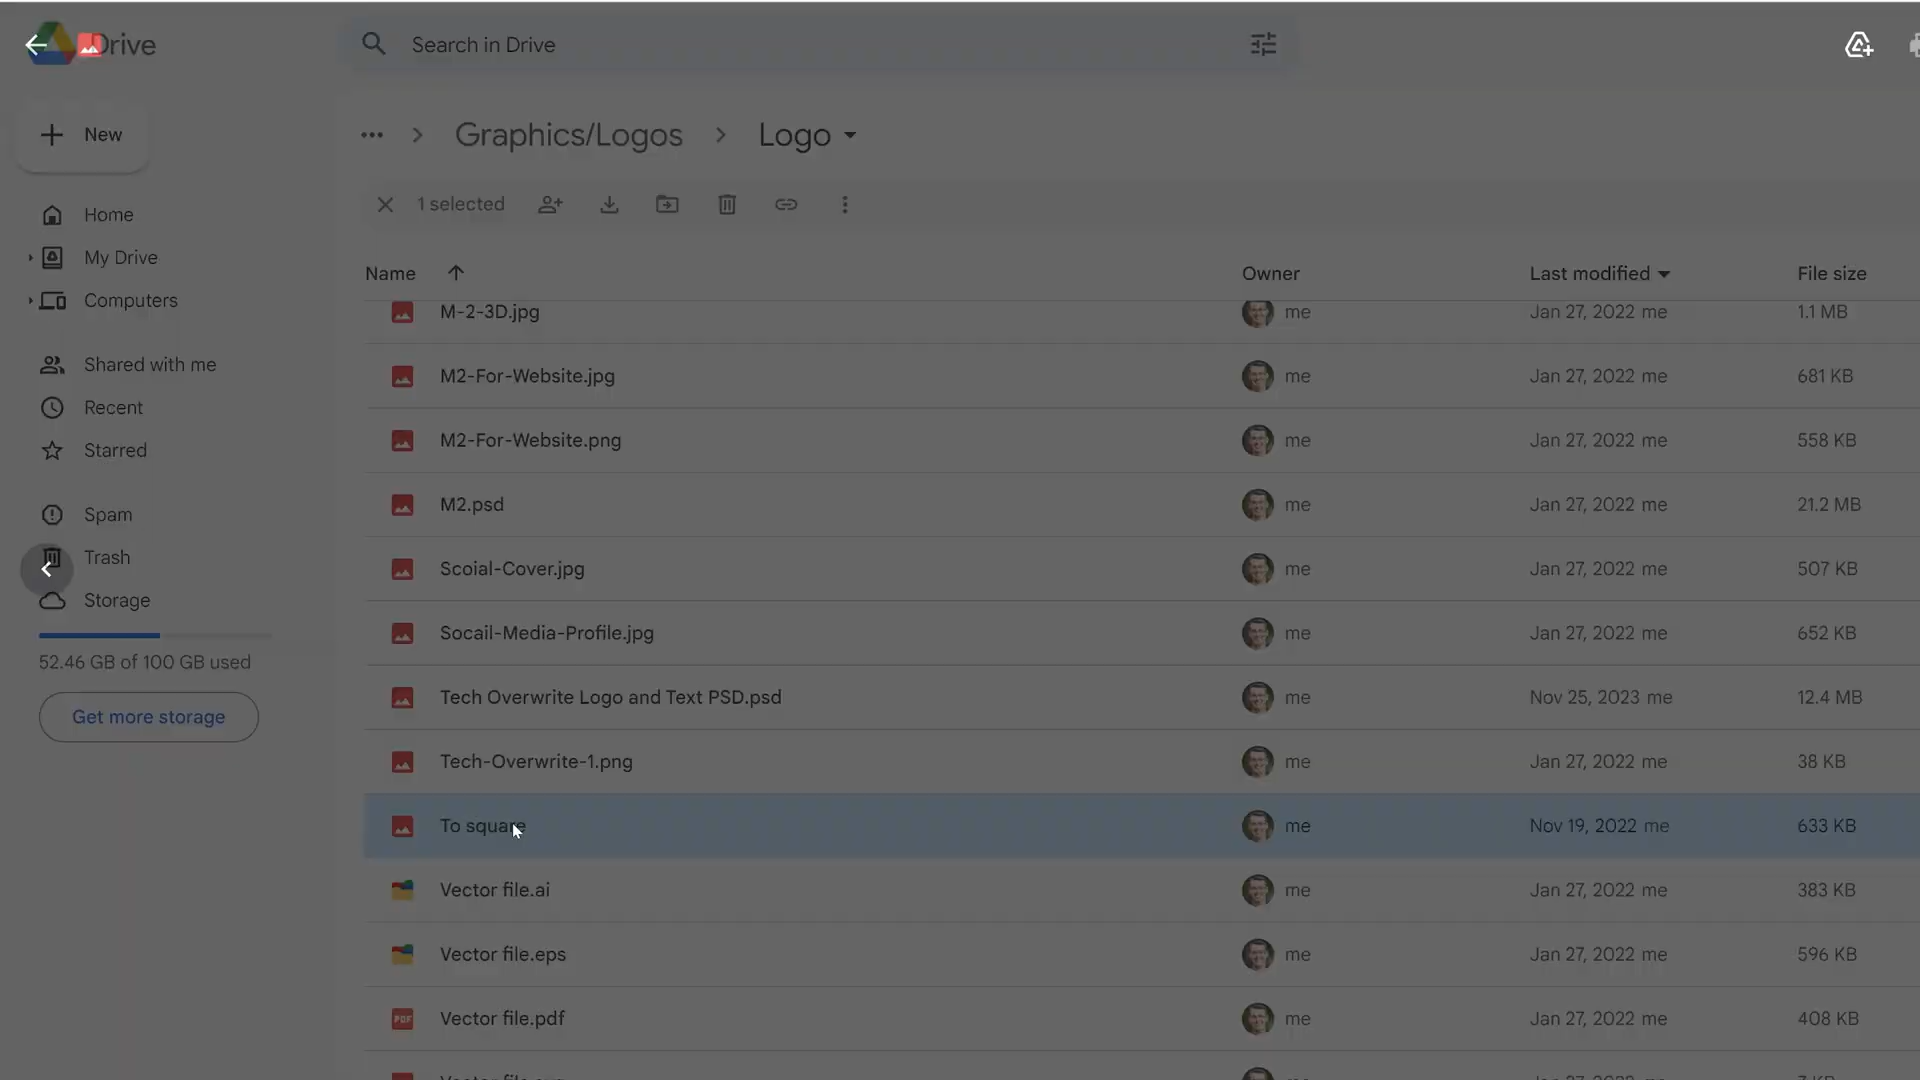 Drive
Search in Drive
New
Graphics/Logos
Logo
1 selected
Home
My Drive
Computers
Shared with me
Recent
Starred
Spam
Trash
Storage
52.46 GB of 100 GB used
Get more storage
Name Owner Last modified File size
M-2-3D.jpg me Jan 27, 2022 me 1.1 MB
M2-For-Website.jpg me Jan 27, 2022 me 681 KB
M2-For-Website.png me Jan 27, 2022 me 558 KB
M2.psd me Jan 27, 2022 me 21.2 MB
Scoial-Cover.jpg me Jan 27, 2022 me 507 KB
Socail-Media-Profile.jpg me Jan 27, 2022 me 652 KB
Tech Overwrite Logo and Text PSD.psd me Nov 25, 2023 me 12.4 MB
Tech-Overwrite-1.png me Jan 27, 2022 me 38 KB
To square me Nov 19, 2022 me 633 KB
Vector file.ai me Jan 27, 2022 me 383 KB
Vector file.eps me Jan 27, 2022 me 596 KB
PDF Vector file.pdf me Jan 27, 2022 me 408 KB